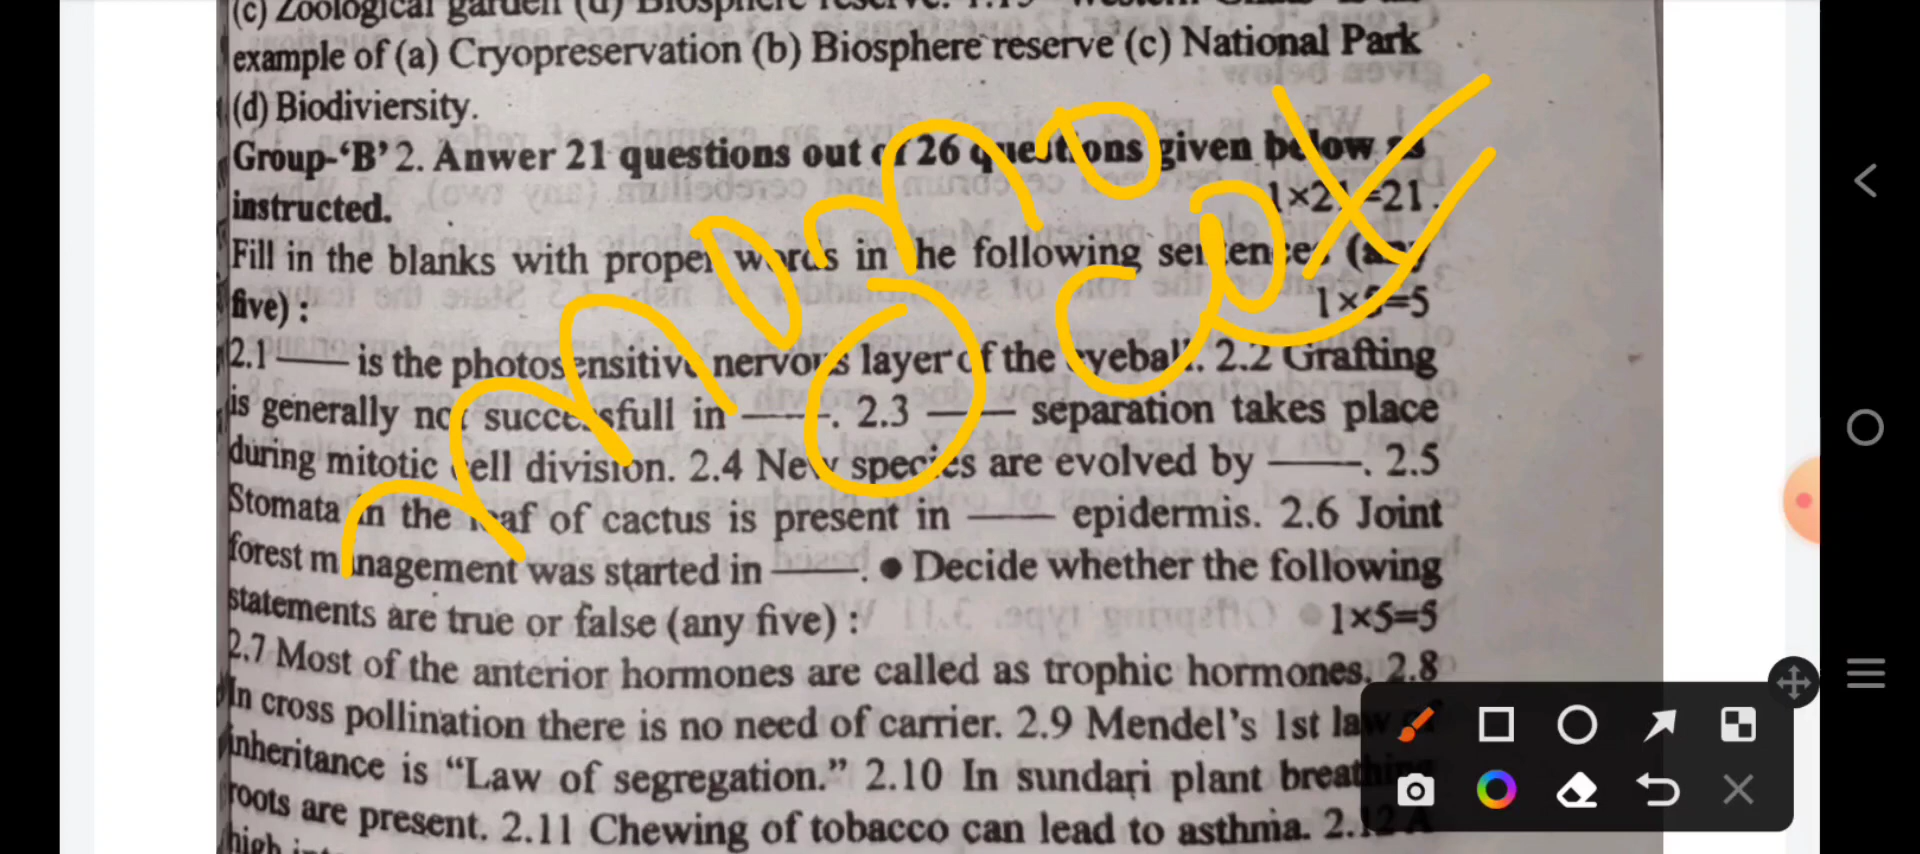 (c) Zoological garden (d) Biosphere reserve.
example of (a) Cryopreservation (b) Biosphere reserve (c) National Park
(d) Biodiviersity.
Group-‘B’ 2. Anwer 21 questions out of 26 questions given below as
instructed. 1×21=21.
Fill in the blanks with proper words in the following sentences (any
five) : 1×5=5
2.1 —— is the photosensitive nervous layer of the eyeball. 2.2 Grafting
is generally not successfull in ——. 2.3 —— separation takes place
during mitotic cell division. 2.4 New species are evolved by ——. 2.5
Stomata in the leaf of cactus is present in —— epidermis. 2.6 Joint
forest management was started in ——. ● Decide whether the following
statements are true or false (any five) : 1×5=5
2.7 Most of the anterior hormones are called as trophic hormones. 2.8
In cross pollination there is no need of carrier. 2.9 Mendel’s 1st law of
inheritance is “Law of segregation.” 2.10 In sundari plant breathing
roots are present. 2.11 Chewing of tobacco can lead to asthma. 2.12 A
high